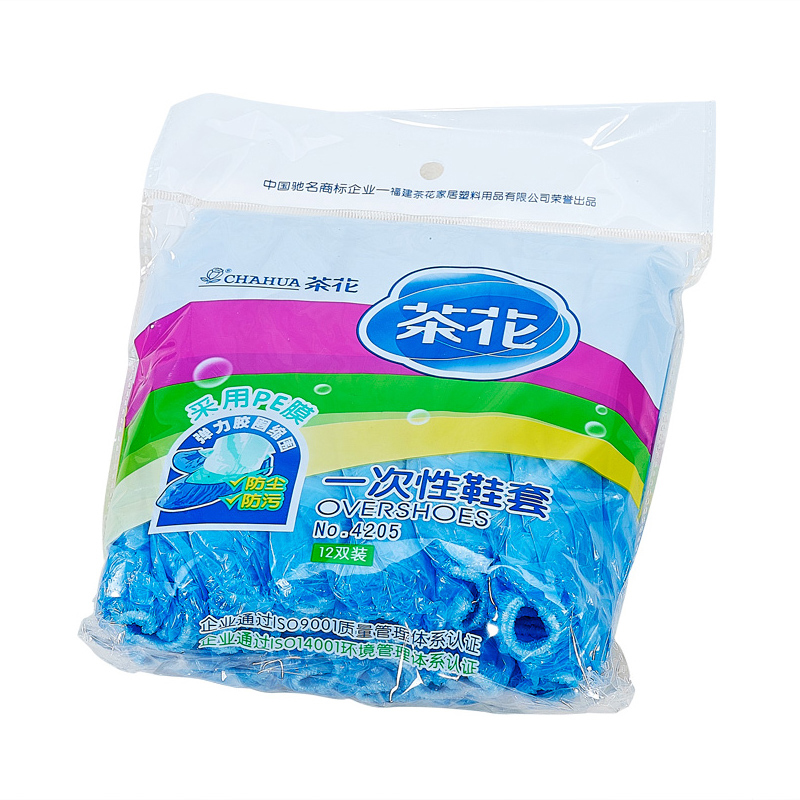 中国驰名商标企业—福建茶花家居塑料用品有限公司荣誉出品
®
CHAHUA 茶花
茶花
采用PE膜
弹力胶圈缩固
防尘
防污
一次性鞋套
OVERSHOES
No.4205
12双装
企业通过ISO9001质量管理体系认证
企业通过ISO14001环境管理体系认证